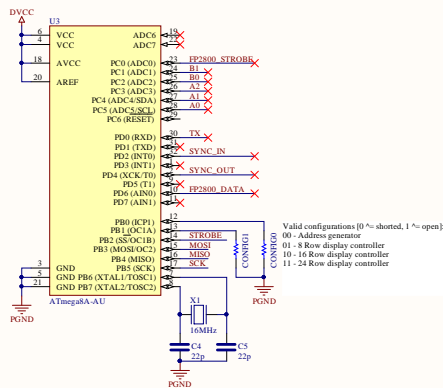 DVCC
U3
6 VCC ADC6 19
4 VCC ADC7 22
18 AVCC PC0 (ADC0) 23 FP2800_STROBE
PC1 (ADC1) 24 B1
20 AREF PC2 (ADC2) 25 B0
PC3 (ADC3) 26 A2
PC4 (ADC4/SDA) 27 A1
PC5 (ADC5/SCL) 28 A0
PC6 (RESET) 29
PD0 (RXD) 30 TX
PD1 (TXD) 31
PD2 (INT0) 32 SYNC_IN
PD3 (INT1) 1
PD4 (XCK/T0) 2 SYNC_OUT
PD5 (T1) 9
PD6 (AIN0) 10 FP2800_DATA
PD7 (AIN1) 11
PB0 (ICP1) 12
PB1 (OC1A) 13
PB2 (SS/OC1B) 14 STROBE
PB3 (MOSI/OC2) 15 MOSI
PB4 (MISO) 16 MISO
3 GND PB5 (SCK) 17 SCK
5 GND PB6 (XTAL1/TOSC1) 7
21 GND PB7 (XTAL2/TOSC2) 8
ATmega8A-AU
PGND
CONFIG1
CONFIG0
PGND
Valid configurations [0 ^= shorted, 1 ^= open]:
00 - Address generator
01 - 8 Row display controller
10 - 16 Row display controller
11 - 24 Row display controller
X1
16MHz
C4
22p
C5
22p
PGND